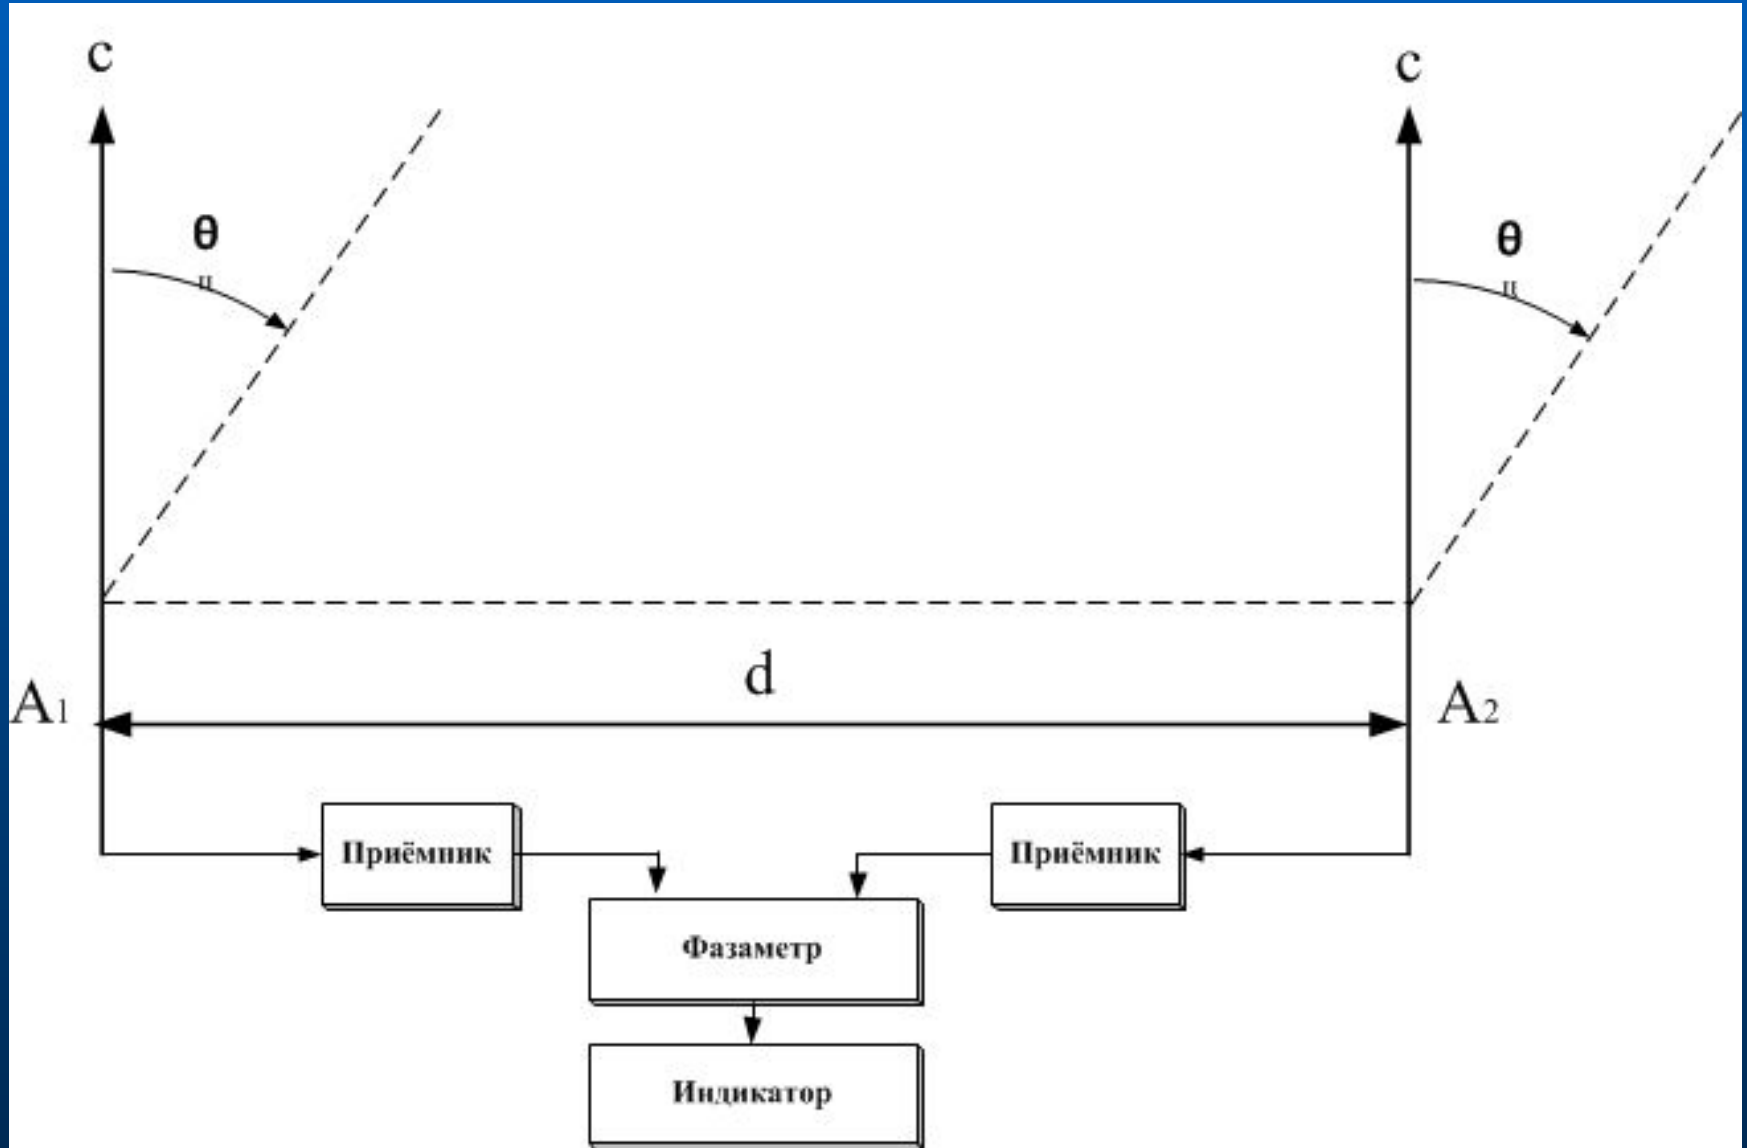 c
c
θ
ц
θ
ц
d
A1
A2
Приёмник
Приёмник
Фазаметр
Индикатор